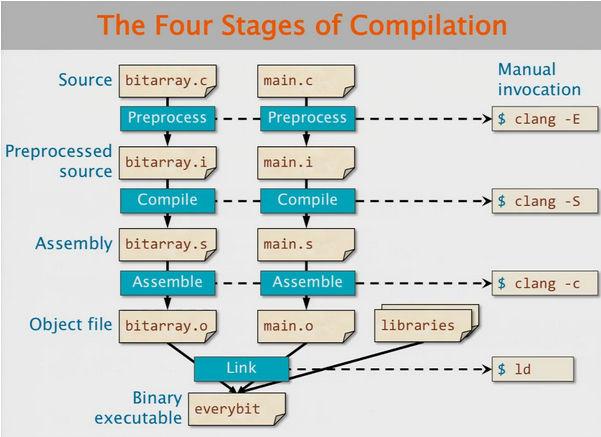 The Four Stages of Compilation
Source
bitarray.c
main.c
Manual
invocation
Preprocess
Preprocess
$ clang -E
Preprocessed
source
bitarray.i
main.i
Compile
Compile
$ clang -S
Assembly
bitarray.s
main.s
Assemble
Assemble
$ clang -c
Object file
bitarray.o
main.o
libraries
Link
$ ld
Binary
executable
everybit